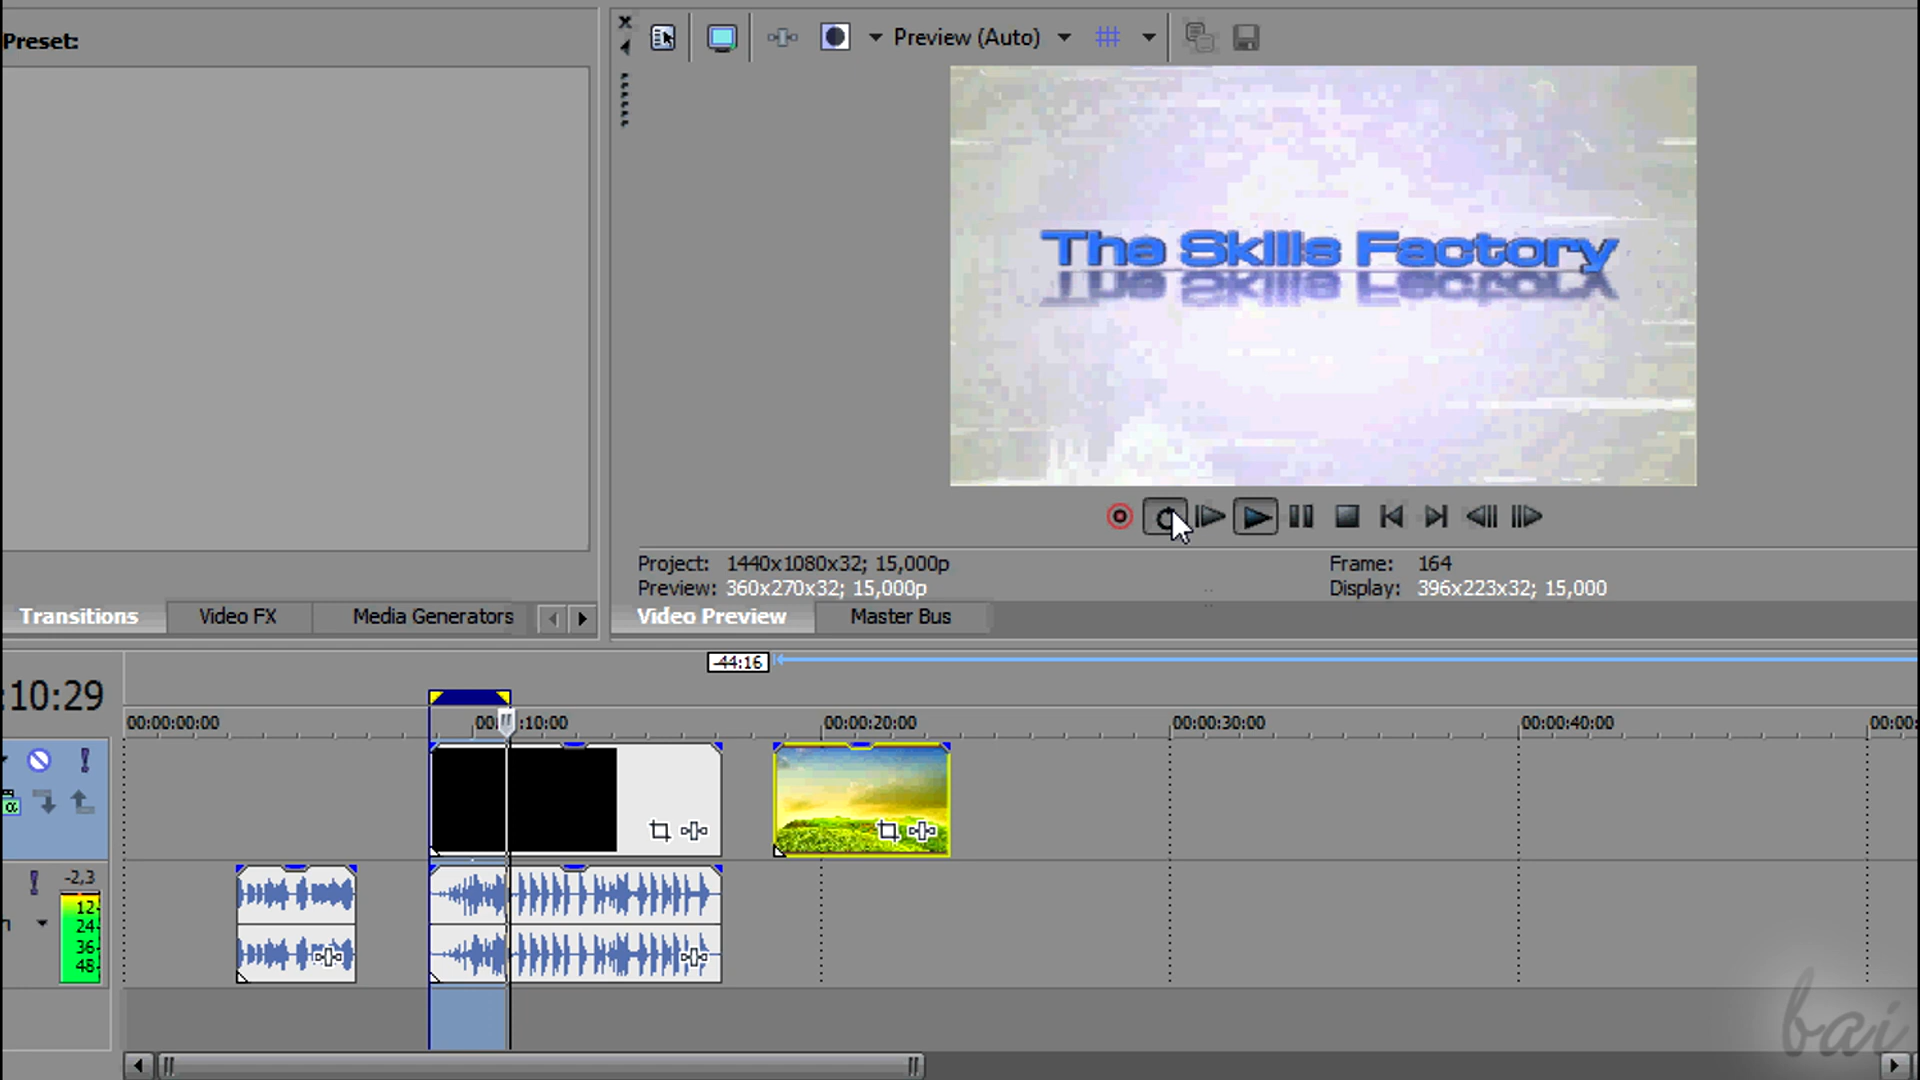 Preset:
Preview (Auto)
The Skills Factory
Project: 1440x1080x32; 15,000p
Frame: 164
Preview: 360x270x32; 15,000p
Display: 396x223x32; 15,000
Transitions
Video FX
Media Generators
Video Preview
Master Bus
-44:16
:10:29
00:00:00:00
:10:00
00:00:20:00
00:00:30:00
00:00:40:00
-2,3
12
24
36
48
bai